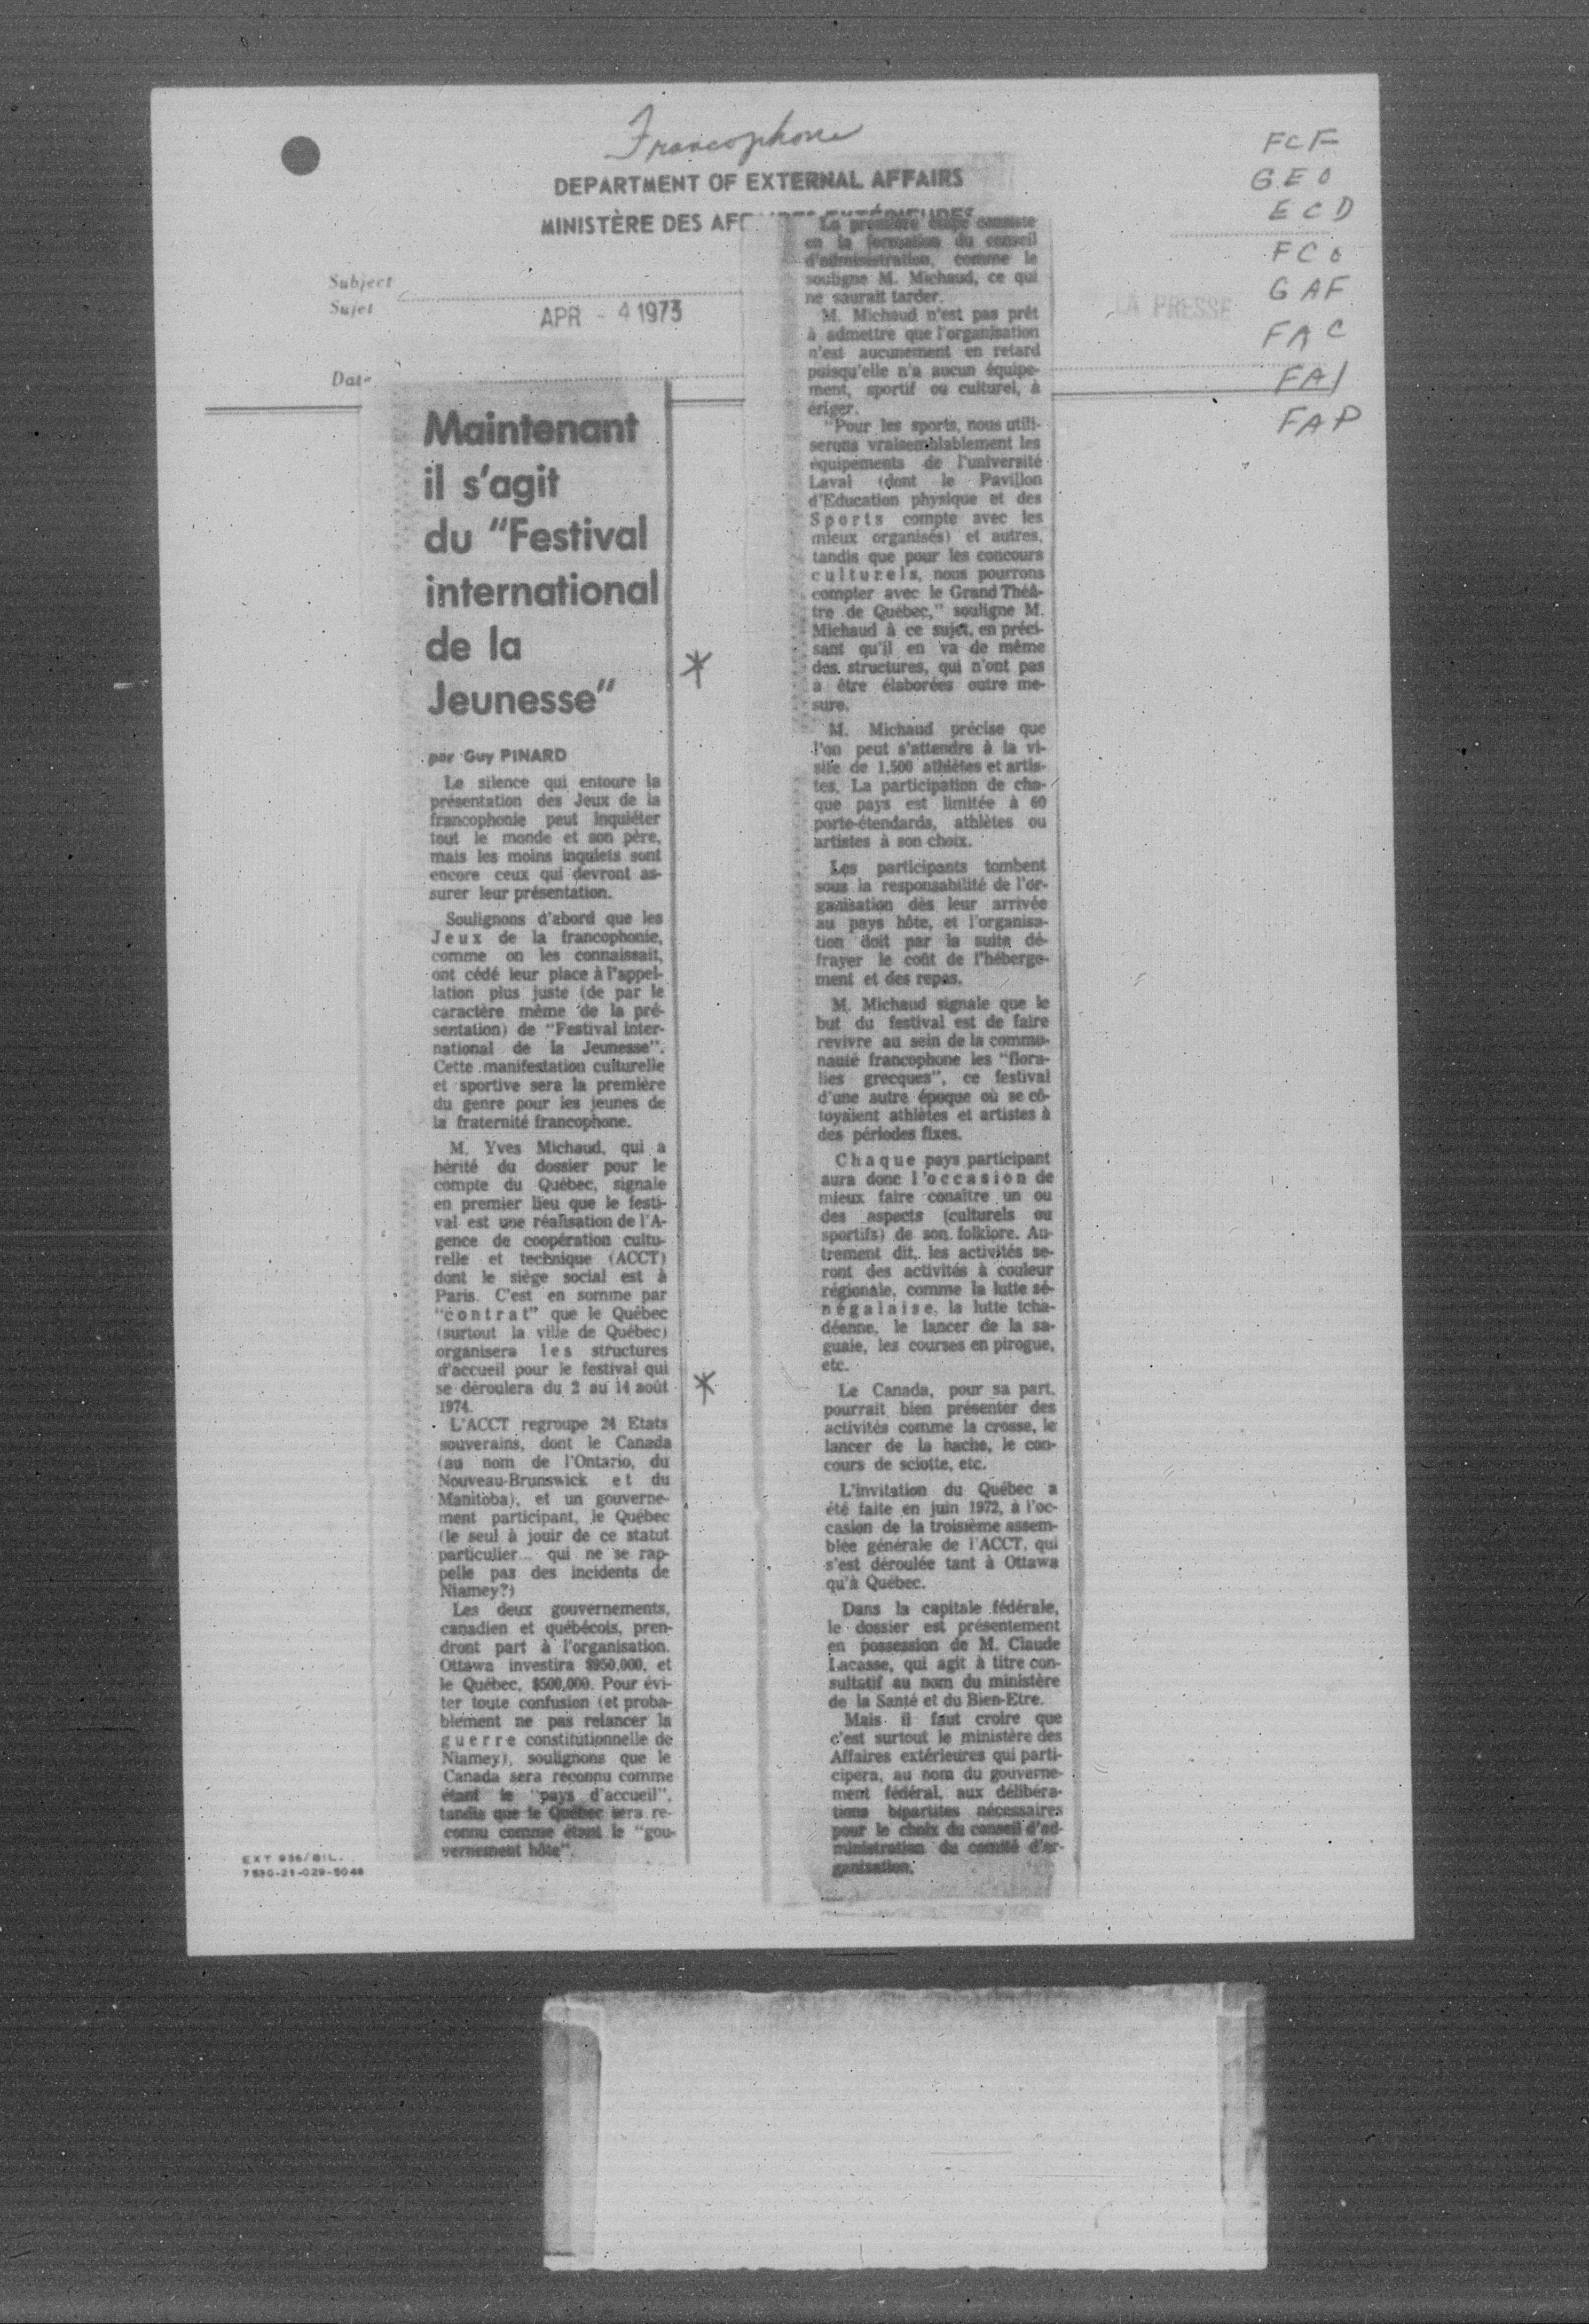 Francophone
DEPARTMENT OF EXTERNAL AFFAIRS
MINISTÈRE DES AFF
FCF
GEO
ECD
FCO
GAF
FAC
FAI
FAP
Subject
Sujet
APR - 4 1973
LA PRESSE
Date
Maintenant
il s'agit
du "Festival
international
de la
Jeunesse"
par Guy PINARD
Le silence qui entoure la
présentation des Jeux de la
francophonie peut inquiéter
tout le monde et son père,
mais les moins inquiets sont
encore ceux qui devront as-
surer leur présentation.
Soulignons d'abord que les
Jeux de la francophonie,
comme on les connaissait,
ont cédé leur place à l'appel-
lation plus juste (de par le
caractère même de la pré-
sentation) de "Festival inter-
national de la Jeunesse".
Cette manifestation culturelle
et sportive sera la première
du genre pour les jeunes de
la fraternité francophone.
M. Yves Michaud, qui a
hérité du dossier pour le
compte du Québec, signale
en premier lieu que le festi-
val est une réalisation de l'A-
gence de coopération cultu-
relle et technique (ACCT)
dont le siège social est à
Paris. C'est en somme par
"contrat" que le Québec
(surtout la ville de Québec)
organisera les structures
d'accueil pour le festival qui
se déroulera du 2 au 14 août
1974.
L'ACCT regroupe 24 Etats
souverains, dont le Canada
(au nom de l'Ontario, du
Nouveau-Brunswick et du
Manitoba), et un gouverne-
ment participant, le Québec
(le seul à jouir de ce statut
particulier... qui ne se rap-
pelle pas des incidents de
Niamey?)
Les deux gouvernements,
canadien et québécois, pren-
dront part à l'organisation.
Ottawa investira $950,000, et
le Québec, $500,000. Pour évi-
ter toute confusion (et proba-
blement ne pas relancer la
guerre constitutionnelle de
Niamey), soulignons que le
Canada sera reconnu comme
étant le "pays d'accueil",
tandis que le Québec sera re-
connu comme étant le "gou-
vernement hôte".
La première étape consiste
en la formation du conseil
d'administration, comme le
souligne M. Michaud, ce qui
ne saurait tarder.
M. Michaud n'est pas prêt
à admettre que l'organisation
n'est aucunement en retard
puisqu'elle n'a aucun équipe-
ment, sportif ou culturel, à
ériger.
"Pour les sports, nous utili-
serons vraisemblablement les
équipements de l'université
Laval (dont le Pavillon
d'Education physique et des
Sports compte avec les
mieux organisés) et autres,
tandis que pour les concours
culturels, nous pourrons
compter avec le Grand Théâ-
tre de Québec," souligne M.
Michaud à ce sujet, en préci-
sant qu'il en va de même
des structures, qui n'ont pas
à être élaborées outre me-
sure.
M. Michaud précise que
l'on peut s'attendre à la vi-
site de 1,500 athlètes et artis-
tes. La participation de cha-
que pays est limitée à 60
porte-étendards, athlètes ou
artistes à son choix.
Les participants tombent
sous la responsabilité de l'or-
ganisation dès leur arrivée
au pays hôte, et l'organisa-
tion doit par la suite dé-
frayer le coût de l'héberge-
ment et des repas.
M. Michaud signale que le
but du festival est de faire
revivre au sein de la commu-
nauté francophone les "flora-
lies grecques", ce festival
d'une autre époque où se cô-
toyaient athlètes et artistes à
des périodes fixes.
Chaque pays participant
aura donc l'occasion de
mieux faire conaître un ou
des aspects (culturels ou
sportifs) de son folklore. Au-
trement dit, les activités se-
ront des activités à couleur
régionale, comme la lutte sé-
négalaise, la lutte tcha-
déenne, le lancer de la sa-
guaie, les courses en pirogue,
etc.
Le Canada, pour sa part,
pourrait bien présenter des
activités comme la crosse, le
lancer de la hache, le con-
cours de sciotte, etc.
L'invitation du Québec a
été faite en juin 1972, à l'oc-
casion de la troisième assem-
blée générale de l'ACCT, qui
s'est déroulée tant à Ottawa
qu'à Québec.
Dans la capitale fédérale,
le dossier est présentement
en possession de M. Claude
Lacasse, qui agit à titre con-
sultatif au nom du ministère
de la Santé et du Bien-Etre.
Mais il faut croire que
c'est surtout le ministère des
Affaires extérieures qui parti-
cipera, au nom du gouverne-
ment fédéral, aux délibéra-
tions bipartites nécessaires
pour le choix du conseil d'ad-
ministration du comité d'or-
ganisation.
EXT 936/BIL.
7530-21-029-5048